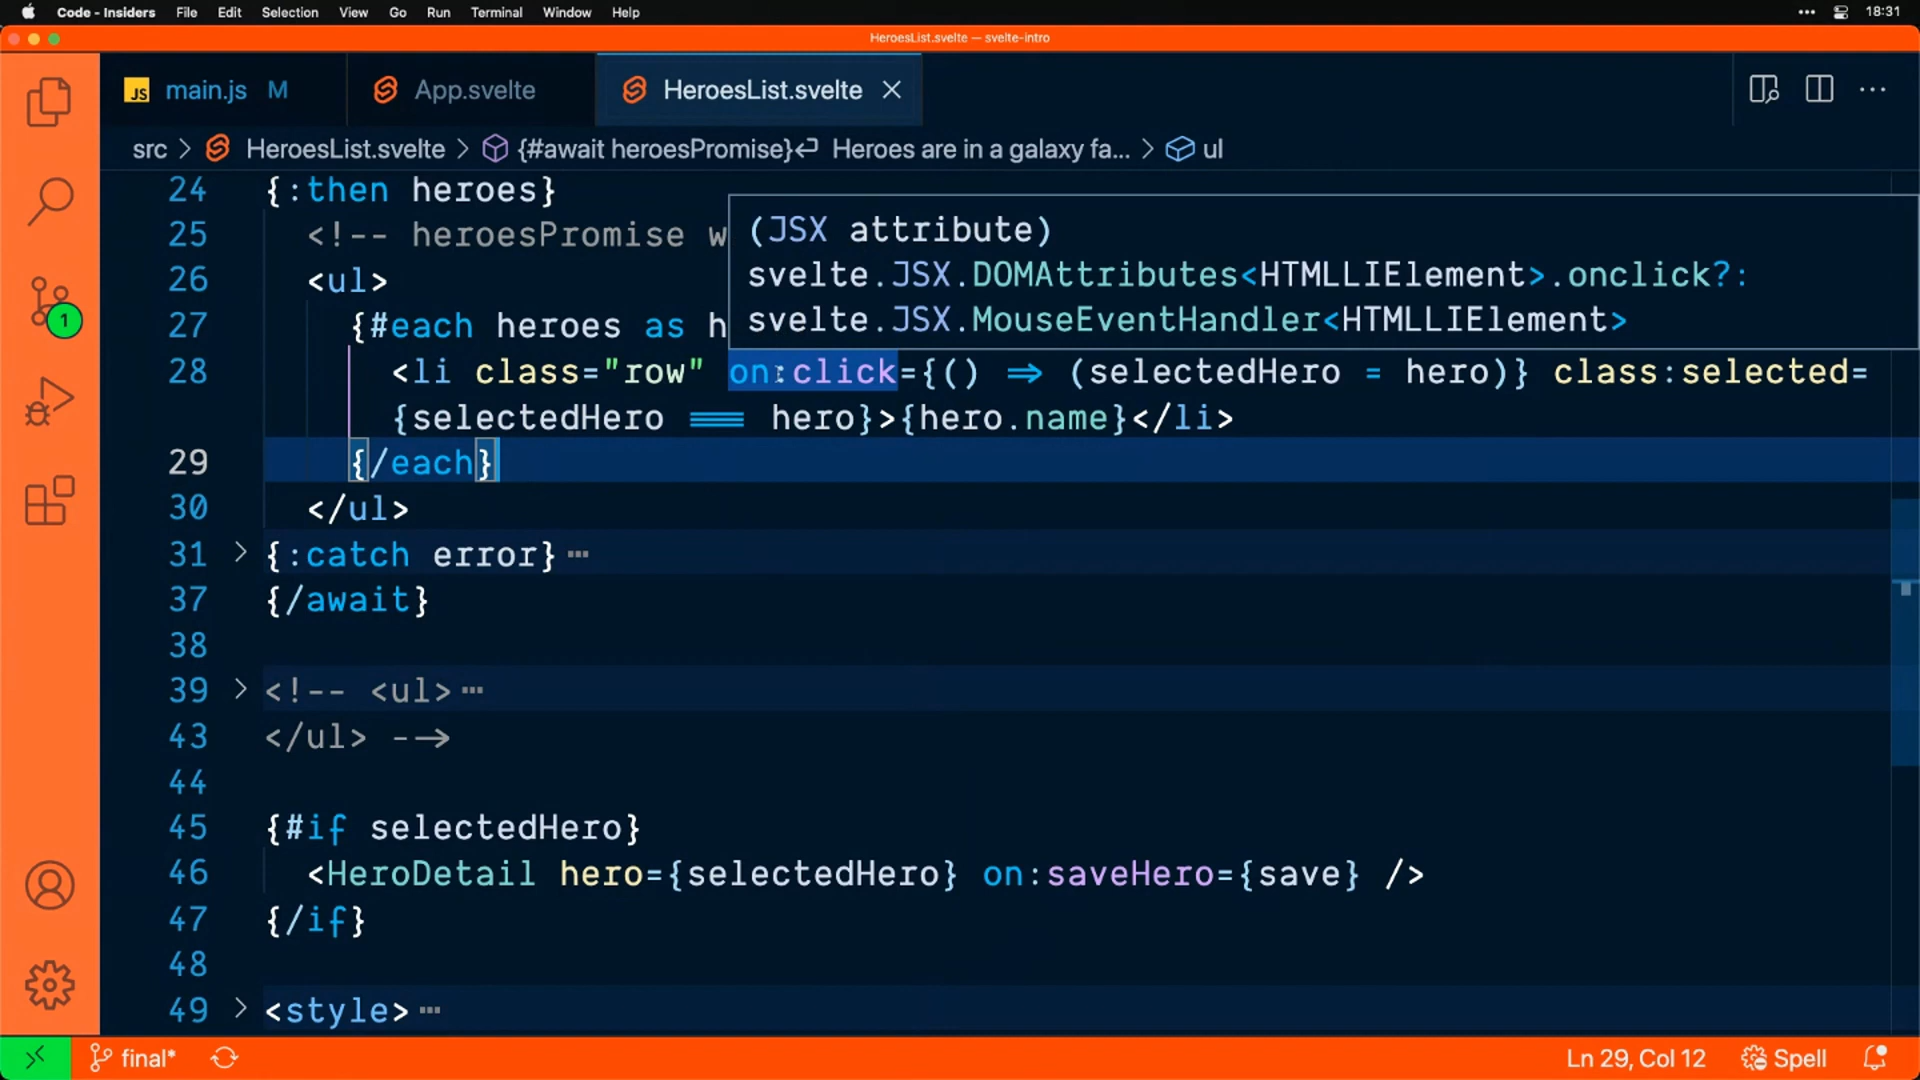 Code - Insiders File Edit Selection View Go Run Terminal Window Help 18:31
HeroesList.svelte — svelte-intro
JS main.js M App.svelte HeroesList.svelte
src > HeroesList.svelte > {#await heroesPromise}↵ Heroes are in a galaxy fa... > ul
24 {:then heroes}
25 <!-- heroesPromise w
(JSX attribute)
svelte.JSX.DOMAttributes<HTMLLIElement>.onclick?:
svelte.JSX.MouseEventHandler<HTMLLIElement>
26 <ul>
27 {#each heroes as h
28 <li class="row" on:click={() => (selectedHero = hero)} class:selected=
{selectedHero === hero}>{hero.name}</li>
29 {/each}
30 </ul>
31 {:catch error} ···
37 {/await}
38
39 <!-- <ul> ···
43 </ul> -->
44
45 {#if selectedHero}
46 <HeroDetail hero={selectedHero} on:saveHero={save} />
47 {/if}
48
49 <style> ···
1
final* Ln 29, Col 12 Spell